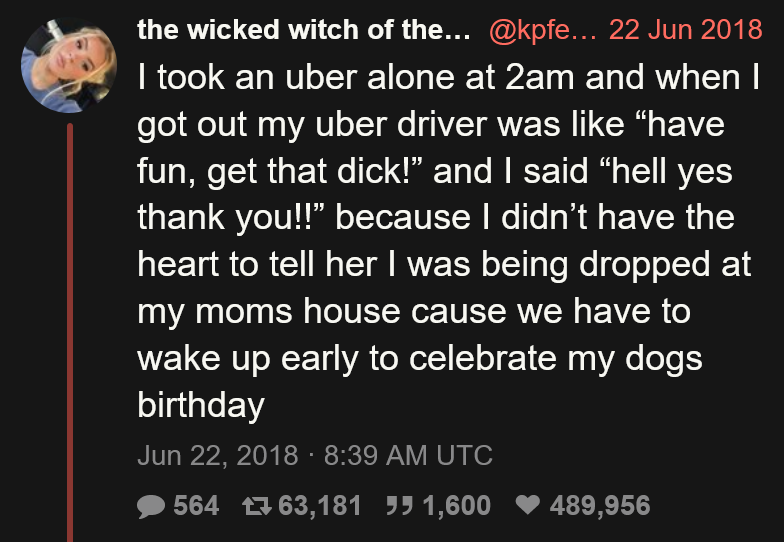 the wicked witch of the... @kpfe... 22 Jun 2018
I took an uber alone at 2am and when I
got out my uber driver was like “have
fun, get that dick!” and I said “hell yes
thank you!!” because I didn’t have the
heart to tell her I was being dropped at
my moms house cause we have to
wake up early to celebrate my dogs
birthday
Jun 22, 2018 · 8:39 AM UTC
564 63,181 1,600 489,956